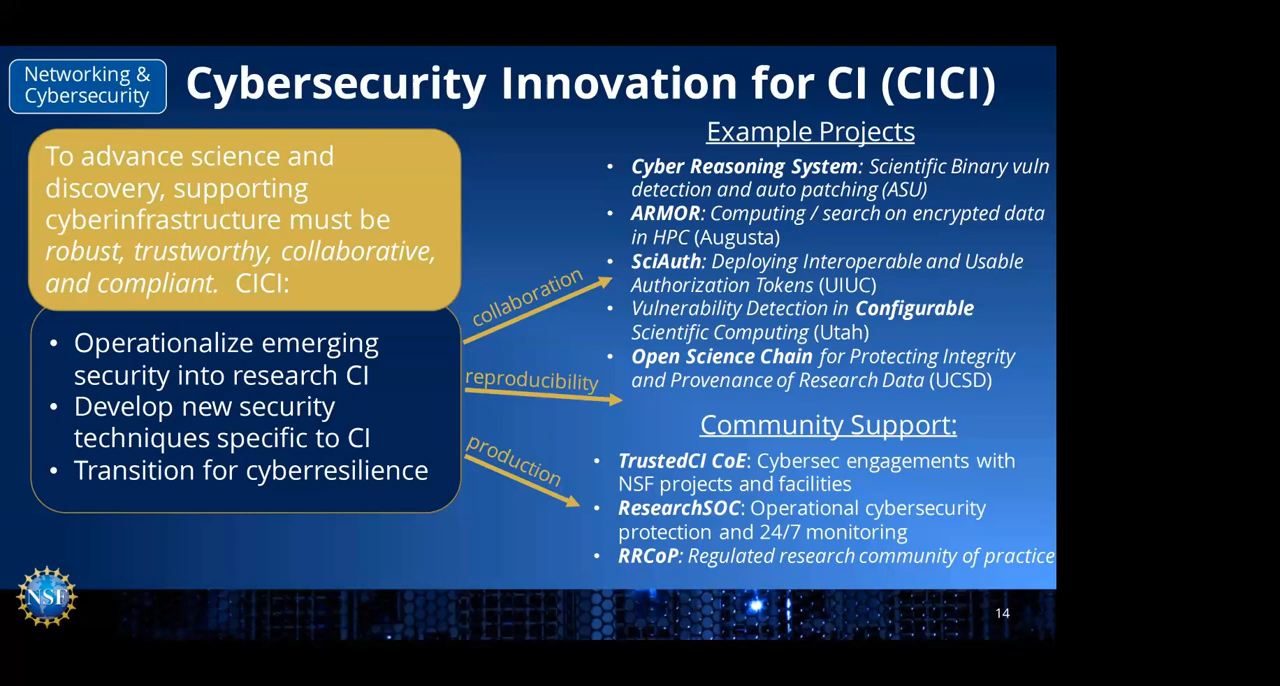 Networking &
Cybersecurity
Cybersecurity Innovation for CI (CICI)
To advance science and
discovery, supporting
cyberinfrastructure must be
robust, trustworthy, collaborative,
and compliant. CICI:
• Operationalize emerging
security into research CI
• Develop new security
techniques specific to CI
• Transition for cyberresilience
collaboration
reproducibility
production
Example Projects
• Cyber Reasoning System: Scientific Binary vuln
detection and auto patching (ASU)
• ARMOR: Computing / search on encrypted data
in HPC (Augusta)
• SciAuth: Deploying Interoperable and Usable
Authorization Tokens (UIUC)
• Vulnerability Detection in Configurable
Scientific Computing (Utah)
• Open Science Chain for Protecting Integrity
and Provenance of Research Data (UCSD)
Community Support:
• TrustedCI CoE: Cybersec engagements with
NSF projects and facilities
• ResearchSOC: Operational cybersecurity
protection and 24/7 monitoring
• RRCoP: Regulated research community of practice
NSF
14